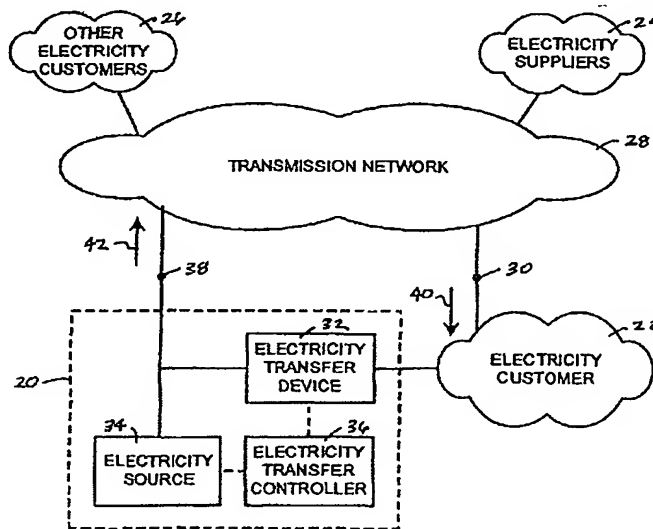 OTHER
ELECTRICITY
CUSTOMERS
26
ELECTRICITY
SUPPLIERS
TRANSMISSION NETWORK
28
42
38
30
40
32
ELECTRICITY
TRANSFER
DEVICE
ELECTRICITY
CUSTOMER
20
34
ELECTRICITY
SOURCE
36
ELECTRICITY
TRANSFER
CONTROLLER